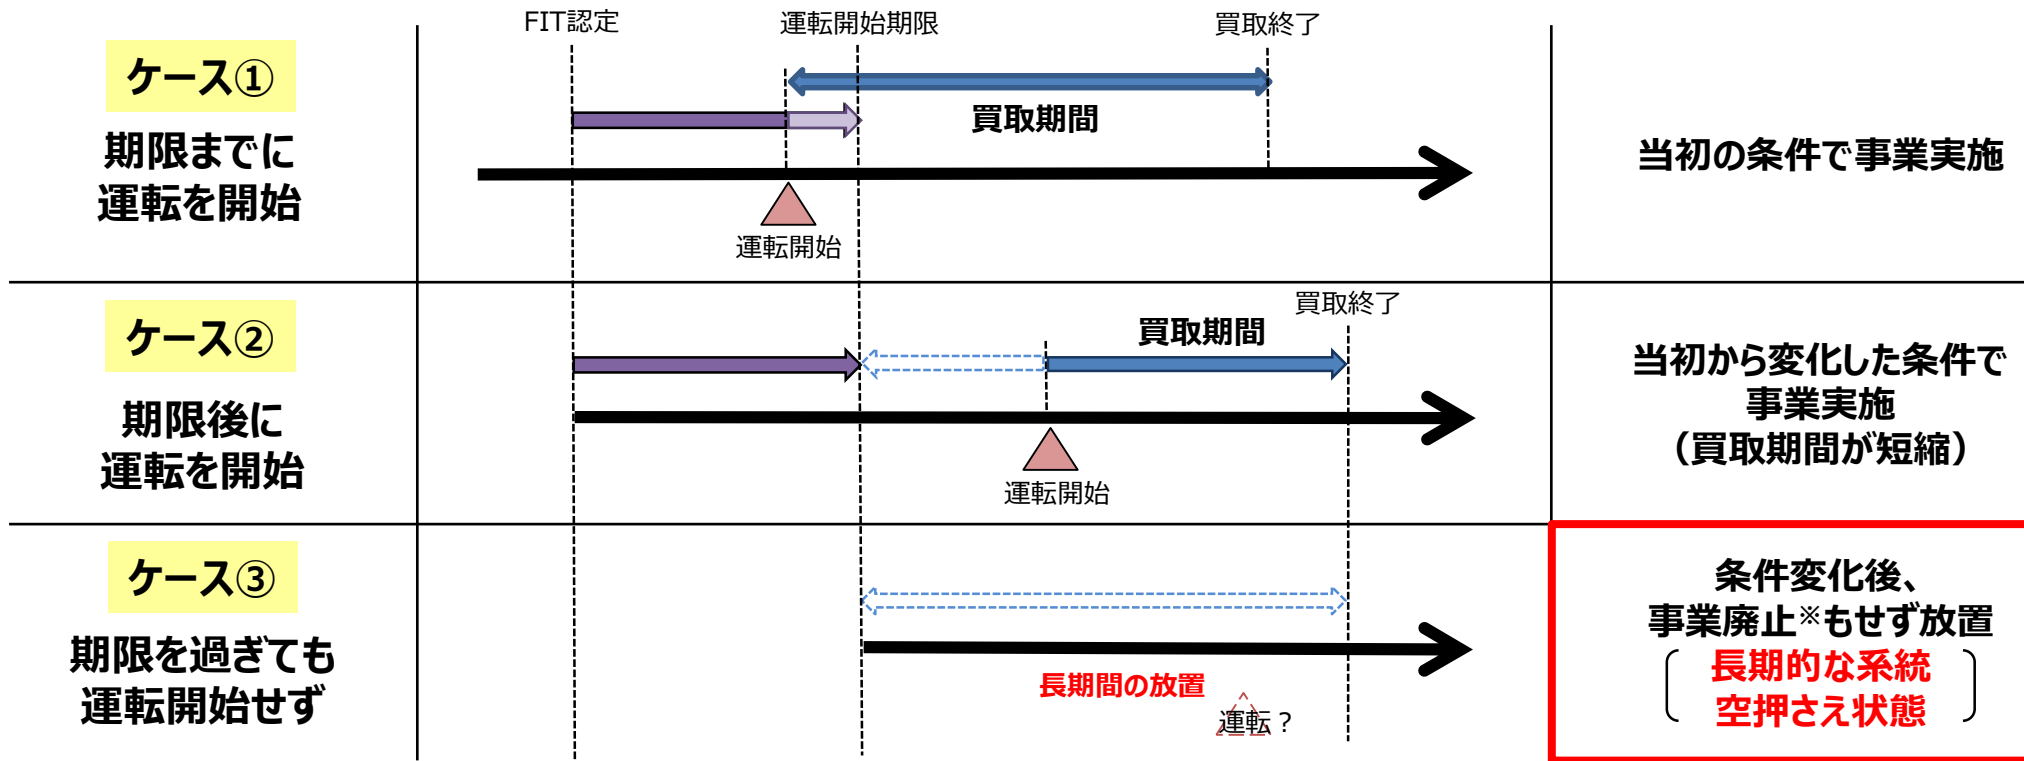 FIT認定
運転開始期限
買取終了
ケース①
期限までに
運転を開始
買取期間
運転開始
当初の条件で事業実施
ケース②
期限後に
運転を開始
買取期間
買取終了
運転開始
当初から変化した条件で
事業実施
（買取期間が短縮）
ケース③
期限を過ぎても
運転開始せず
長期間の放置
運転？
条件変化後、
事業廃止※もせず放置
長期的な系統
空押さえ状態